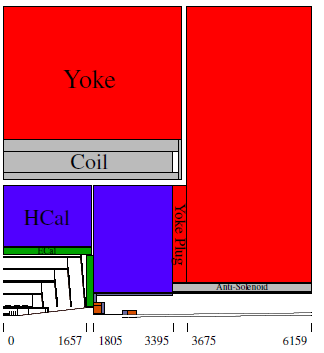 Yoke
Coil
HCal
Yoke Plug
ECal
Anti-Solenoid
0 1657 1805 3395 3675 6159